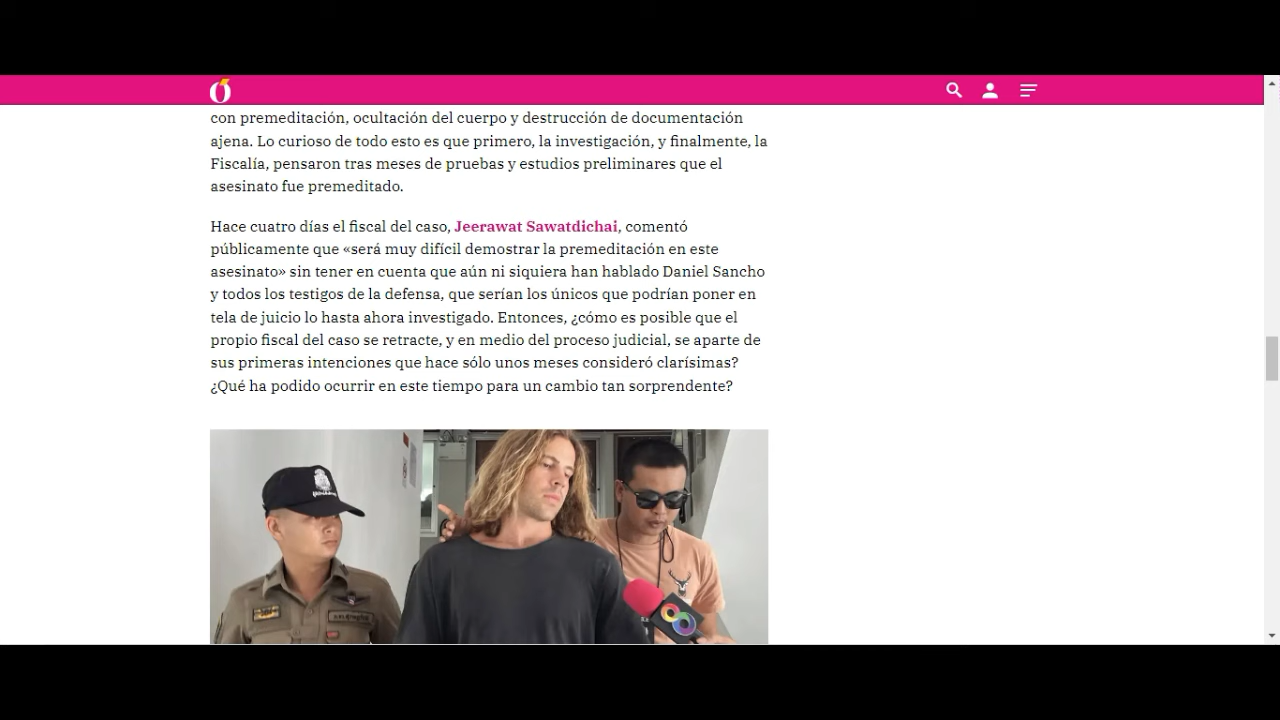 con premeditación, ocultación del cuerpo y destrucción de documentación
ajena. Lo curioso de todo esto es que primero, la investigación, y finalmente, la
Fiscalía, pensaron tras meses de pruebas y estudios preliminares que el
asesinato fue premeditado.
Hace cuatro días el fiscal del caso, Jeerawat Sawatdichai, comentó
públicamente que «será muy difícil demostrar la premeditación en este
asesinato» sin tener en cuenta que aún ni siquiera han hablado Daniel Sancho
y todos los testigos de la defensa, que serían los únicos que podrían poner en
tela de juicio lo hasta ahora investigado. Entonces, ¿cómo es posible que el
propio fiscal del caso se retracte, y en medio del proceso judicial, se aparte de
sus primeras intenciones que hace sólo unos meses consideró clarísimas?
¿Qué ha podido ocurrir en este tiempo para un cambio tan sorprendente?